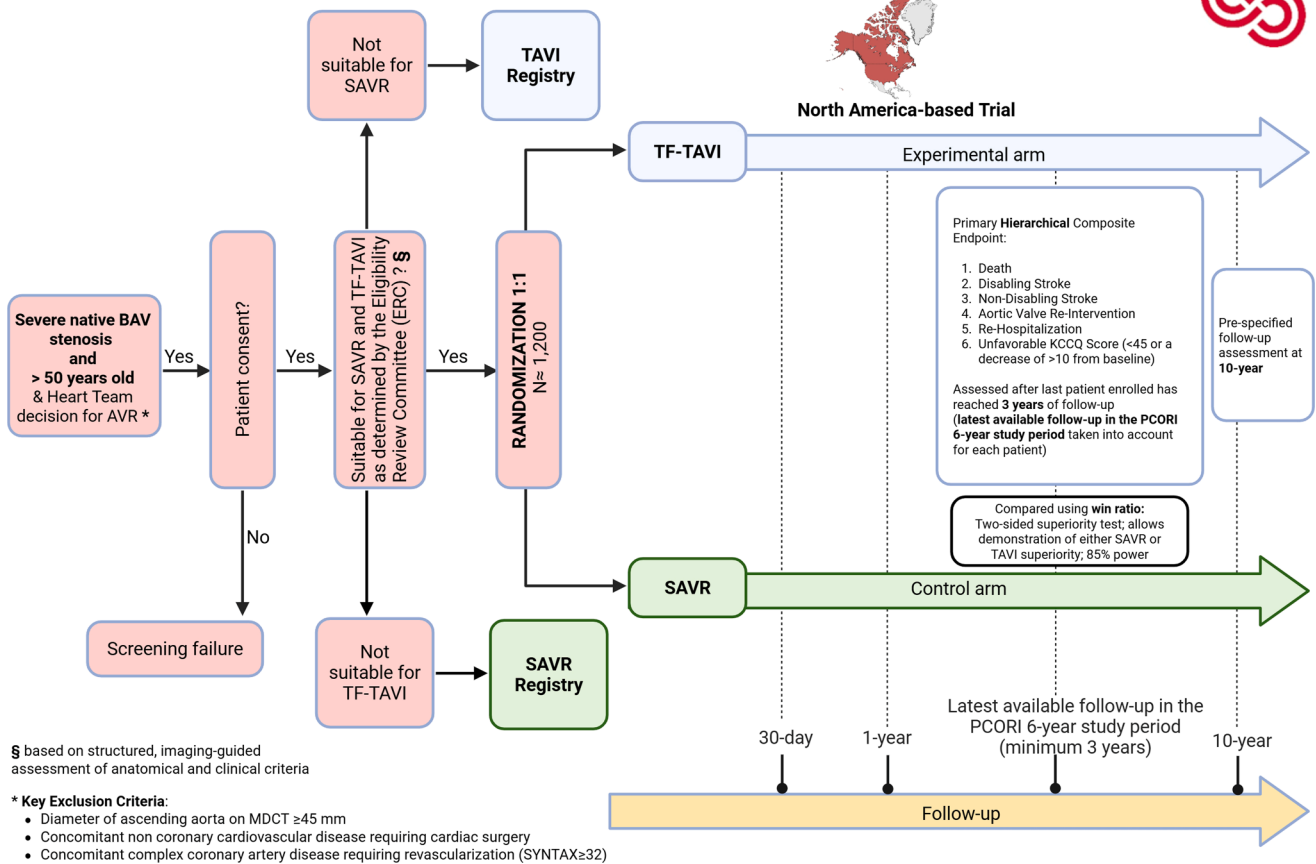 Not
suitable for
SAVR
TAVI
Registry
North America-based Trial
TF-TAVI
Experimental arm
Severe native BAV
stenosis
and
> 50 years old
& Heart Team
decision for AVR *
Yes
Patient consent?
Yes
Suitable for SAVR and TF-TAVI
as determined by the Eligibility
Review Committee (ERC) ? §
Yes
RANDOMIZATION 1:1
N≈ 1,200
Primary Hierarchical Composite
Endpoint:
1. Death
2. Disabling Stroke
3. Non-Disabling Stroke
4. Aortic Valve Re-Intervention
5. Re-Hospitalization
6. Unfavorable KCCQ Score (<45 or a
decrease of >10 from baseline)
Assessed after last patient enrolled has
reached 3 years of follow-up
(latest available follow-up in the PCORI
6-year study period taken into account
for each patient)
Pre-specified
follow-up
assessment at
10-year
Compared using win ratio:
Two-sided superiority test; allows
demonstration of either SAVR or
TAVI superiority; 85% power
No
SAVR
Control arm
Screening failure
Not
suitable for
TF-TAVI
SAVR
Registry
30-day
1-year
Latest available follow-up in the
PCORI 6-year study period
(minimum 3 years)
10-year
Follow-up
§ based on structured, imaging-guided
assessment of anatomical and clinical criteria
* Key Exclusion Criteria:
• Diameter of ascending aorta on MDCT ≥45 mm
• Concomitant non coronary cardiovascular disease requiring cardiac surgery
• Concomitant complex coronary artery disease requiring revascularization (SYNTAX≥32)